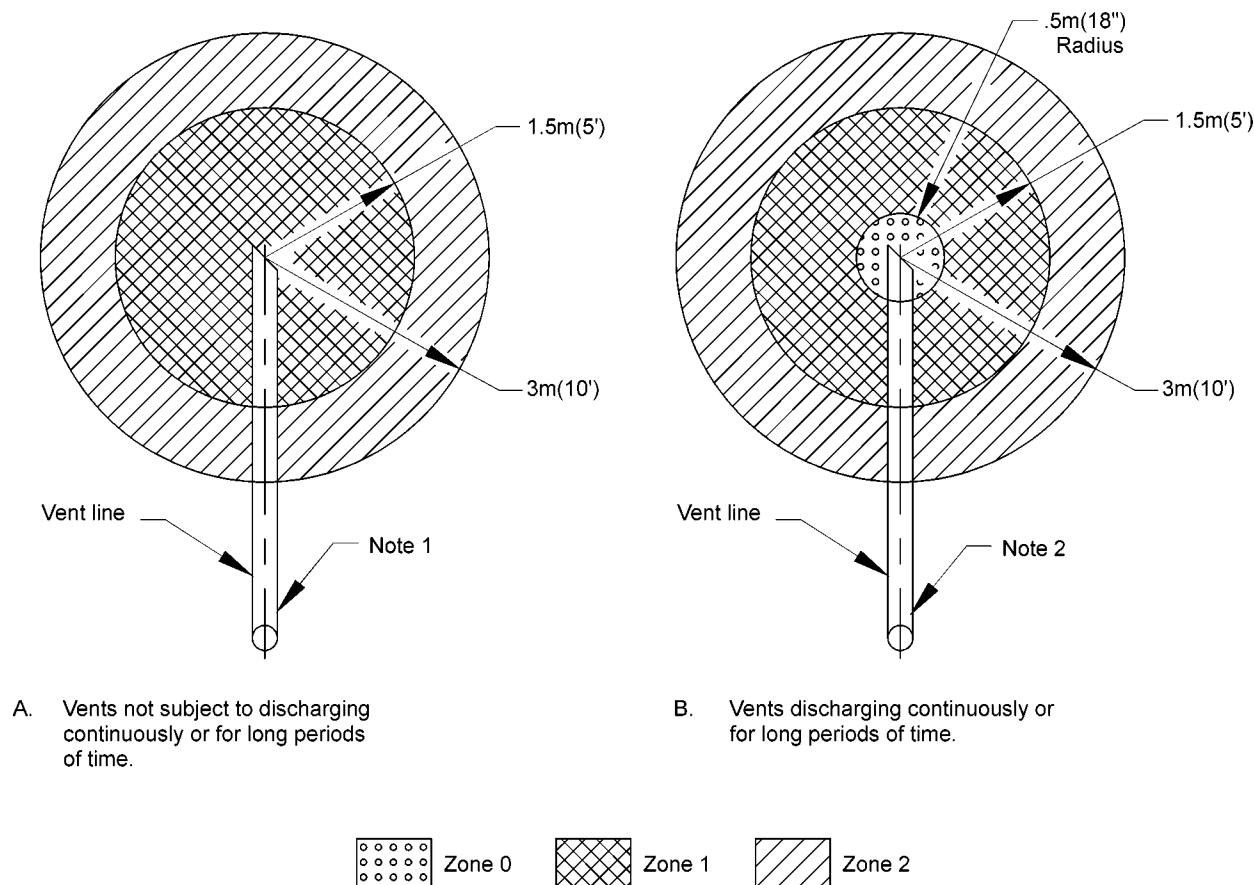 1.5m(5')
3m(10')
Vent line
Note 1
A. Vents not subject to discharging
continuously or for long periods
of time.
.5m(18")
Radius
1.5m(5')
3m(10')
Vent line
Note 2
B. Vents discharging continuously or
for long periods of time.
Zone 0
Zone 1
Zone 2